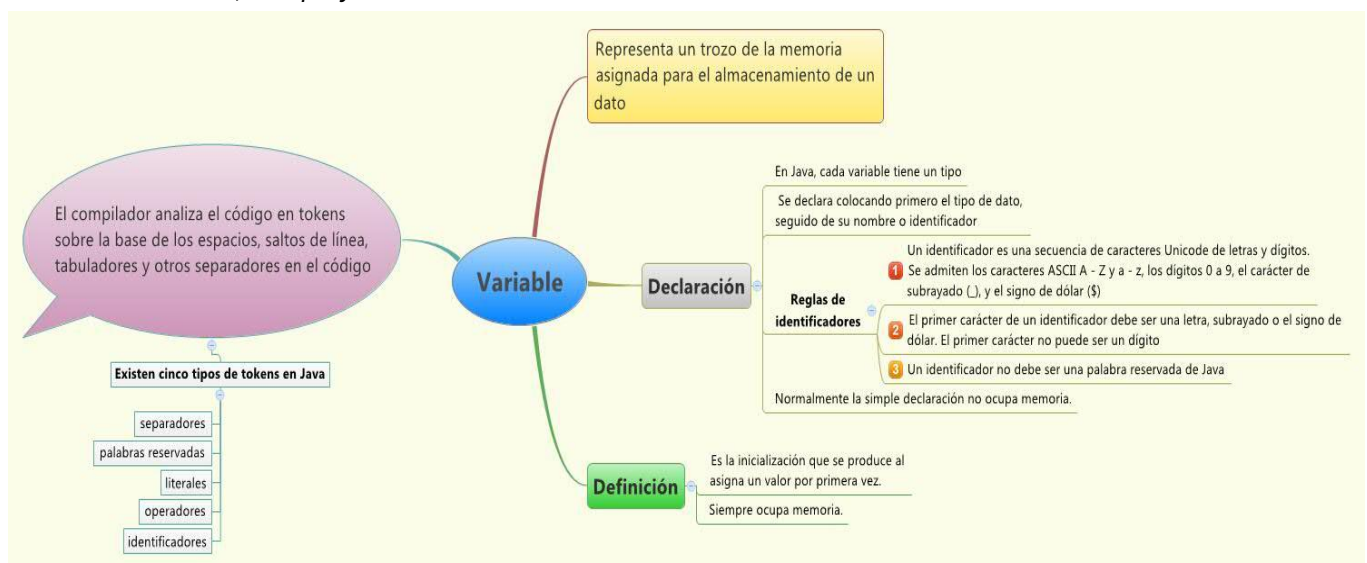 Representa un trozo de la memoria
asignada para el almacenamiento de un
dato
El compilador analiza el código en tokens
sobre la base de los espacios, saltos de línea,
tabuladores y otros separadores en el código
Existen cinco tipos de tokens en Java
separadores
palabras reservadas
literales
operadores
identificadores
Variable
Declaración
En Java, cada variable tiene un tipo
Se declara colocando primero el tipo de dato,
seguido de su nombre o identificador
Reglas de
identificadores
1 Un identificador es una secuencia de caracteres Unicode de letras y dígitos.
Se admiten los caracteres ASCII A - Z y a - z, los dígitos 0 a 9, el carácter de
subrayado (_), y el signo de dólar ($)
2 El primer carácter de un identificador debe ser una letra, subrayado o el signo de
dólar. El primer carácter no puede ser un dígito
3 Un identificador no debe ser una palabra reservada de Java
Normalmente la simple declaración no ocupa memoria.
Definición
Es la inicialización que se produce al
asigna un valor por primera vez.
Siempre ocupa memoria.